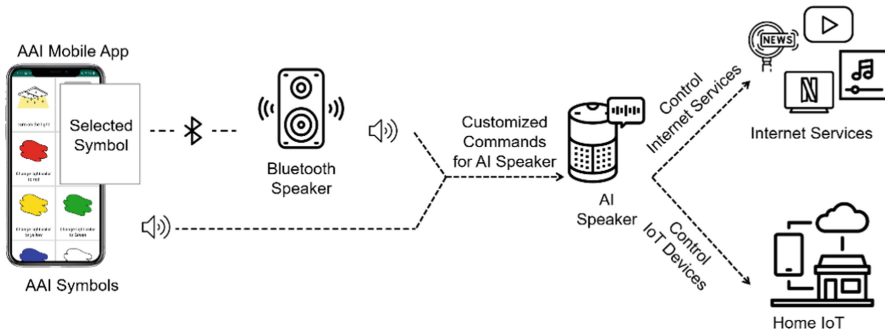 AAI Mobile App
Selected
Symbol
AAI Symbols
Bluetooth
Speaker
Customized
Commands
for AI Speaker
AI
Speaker
Control
Internet Services
Control
IoT Devices
NEWS
N
Internet Services
Home IoT